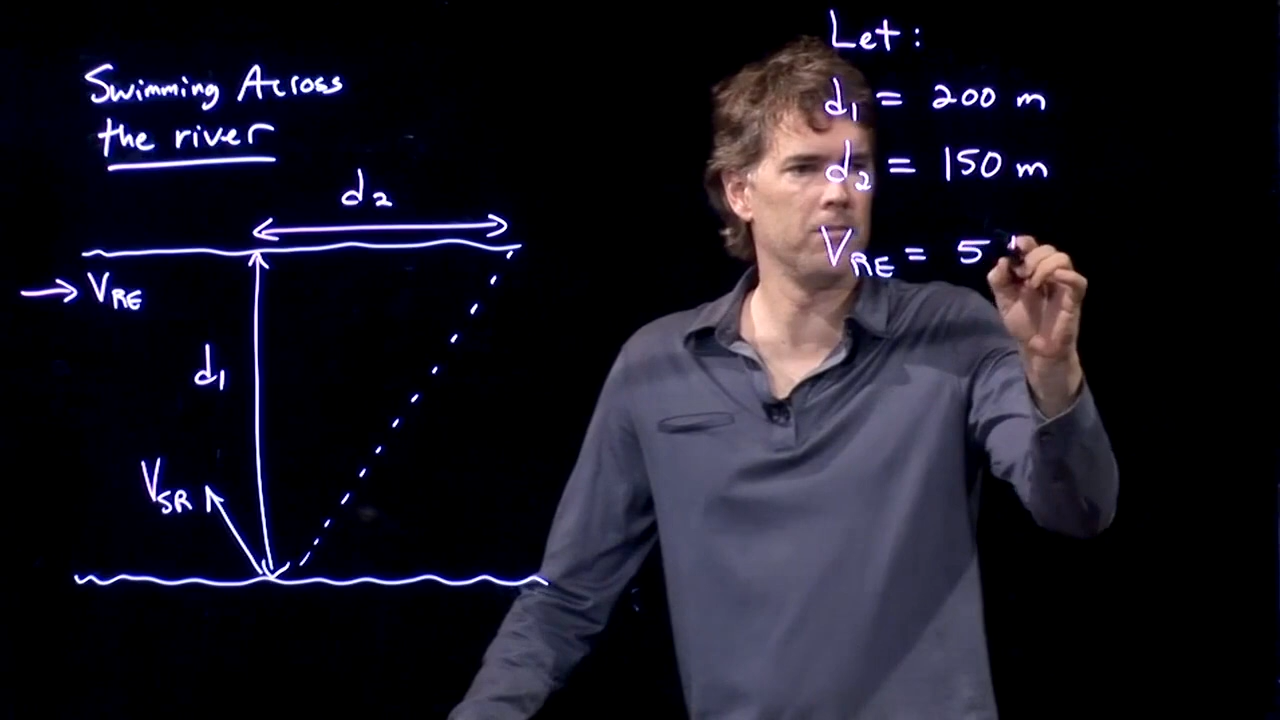 Swimming Across
the river
d2
VRE
d1
VSR
Let:
d1 = 200 m
d2 = 150 m
VRE = 5